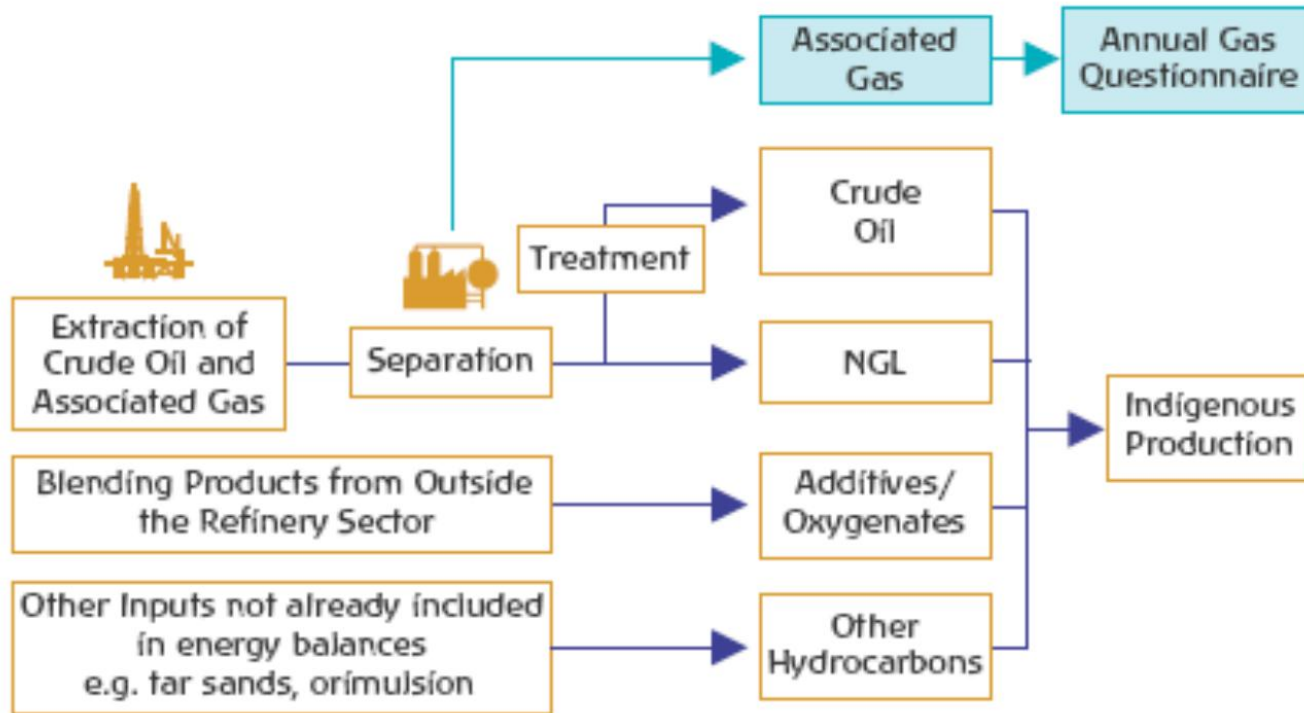 Associated
Gas
Annual Gas
Questionnaire
Crude
Oil
Treatment
Extraction of
Crude Oil and
Associated Gas
Separation
NGL
Indigenous
Production
Blending Products from Outside
the Refinery Sector
Additives/
Oxygenates
Other Inputs not already included
in energy balances
e.g. tar sands, orimulsion
Other
Hydrocarbons